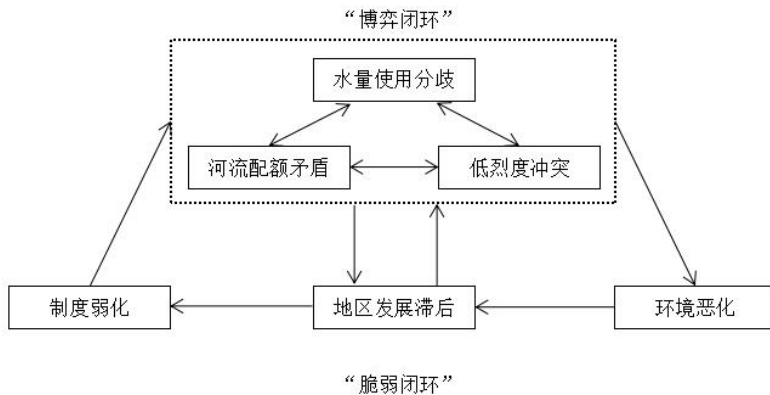 “博弈闭环”
水量使用分歧
河流配额矛盾
低烈度冲突
制度弱化
地区发展滞后
环境恶化
“脆弱闭环”